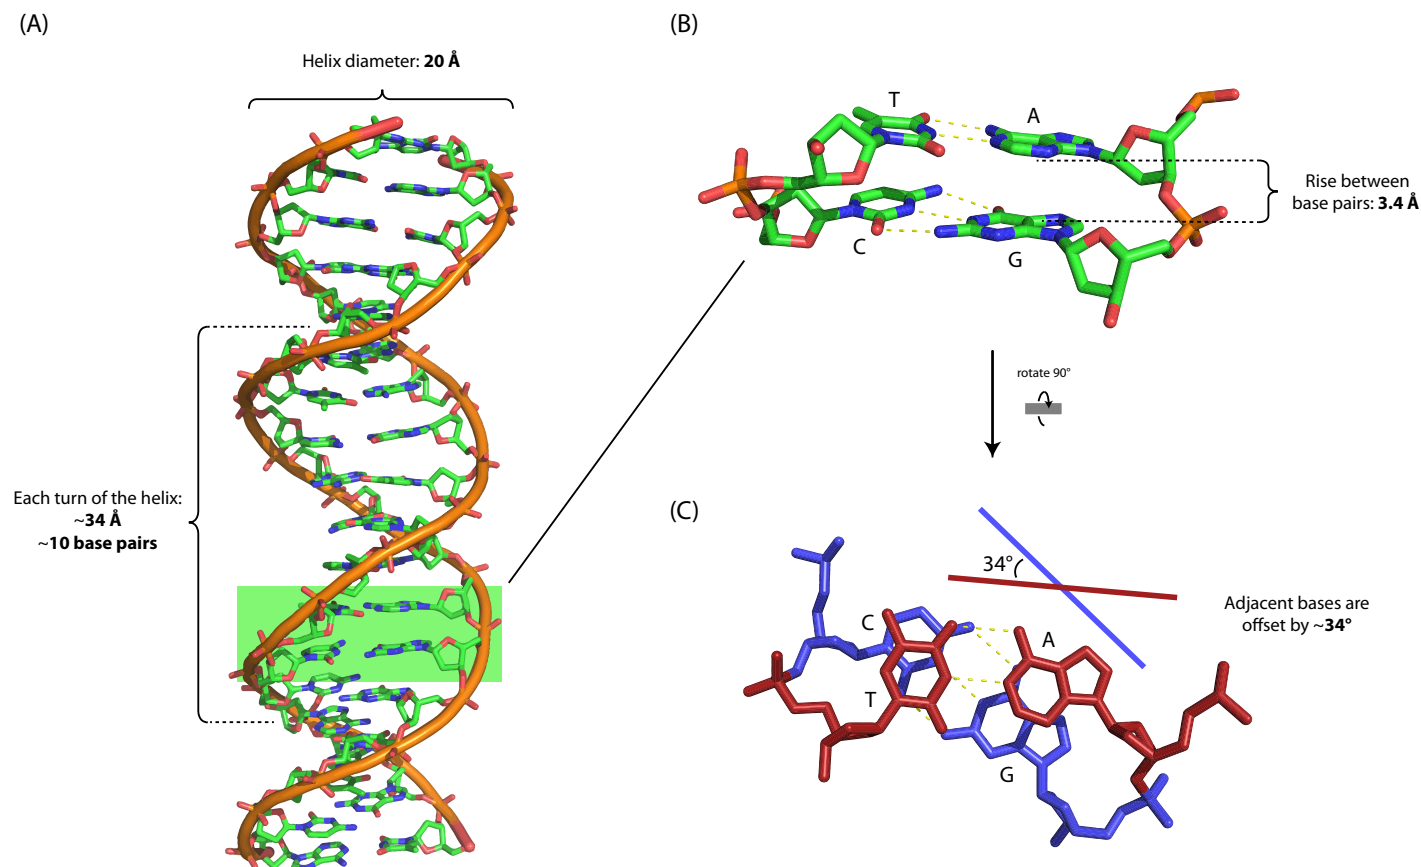 (A)
Helix diameter: 20 Å
Each turn of the helix:
~34 Å
~10 base pairs
(B)
T
A
C
G
Rise between
base pairs: 3.4 Å
rotate 90°
(C)
34°
C
A
T
G
Adjacent bases are
offset by ~34°